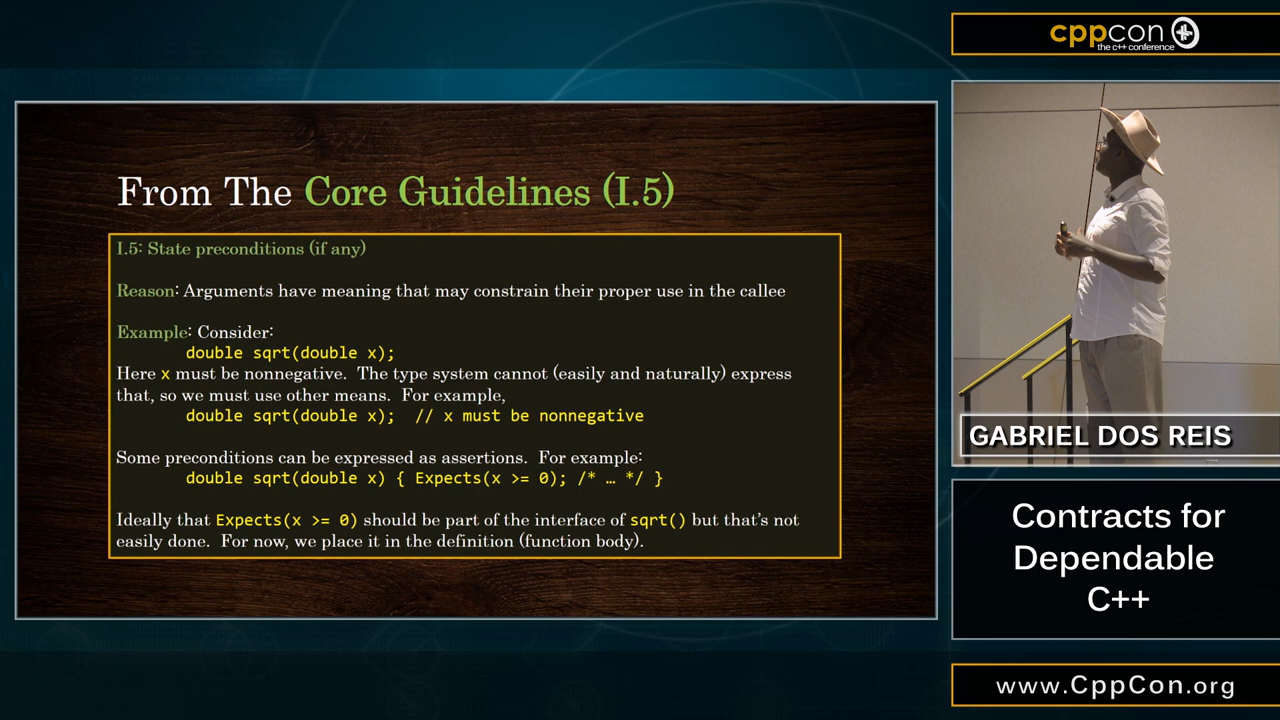 cppcon
the c++ conference
From The Core Guidelines (I.5)
I.5: State preconditions (if any)
Reason: Arguments have meaning that may constrain their proper use in the callee
Example: Consider:
double sqrt(double x);
Here x must be nonnegative. The type system cannot (easily and naturally) express
that, so we must use other means. For example,
double sqrt(double x); // x must be nonnegative
Some preconditions can be expressed as assertions. For example:
double sqrt(double x) { Expects(x >= 0); /* … */ }
Ideally that Expects(x >= 0) should be part of the interface of sqrt() but that's not
easily done. For now, we place it in the definition (function body).
GABRIEL DOS REIS
Contracts for
Dependable
C++
www.CppCon.org